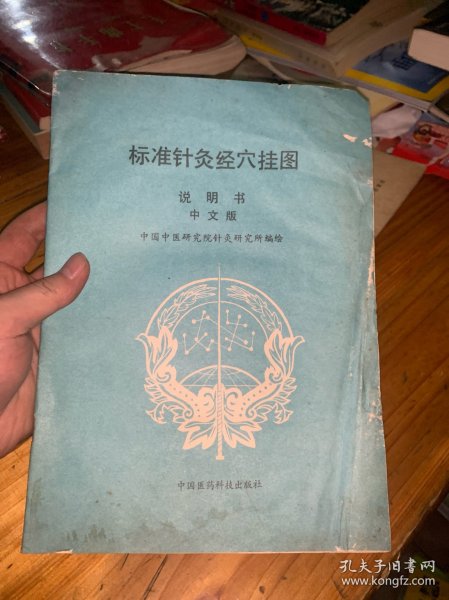 标准针灸经穴挂图
说明书
中文版
中国中医研究院针灸研究所编绘
中国医药科技出版社
孔夫子旧书网
www.kongfz.com